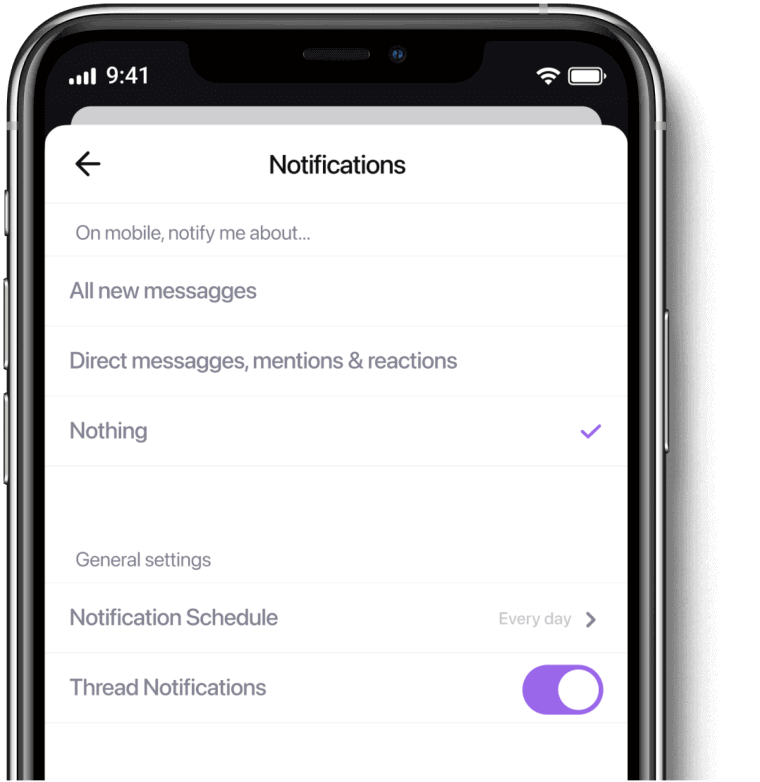 9:41
Notifications
On mobile, notify me about...
All new messagges
Direct messagges, mentions & reactions
Nothing
General settings
Notification Schedule Every day
Thread Notifications